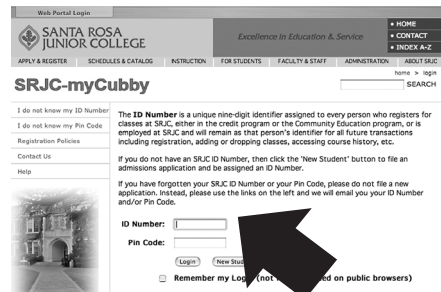 Web Portal Login
SANTA ROSA
JUNIOR COLLEGE
Excellence in Education & Service
• HOME
• CONTACT
• INDEX A-Z
APPLY & REGISTER SCHEDULES & CATALOG INSTRUCTION FOR STUDENTS FACULTY & STAFF ADMINISTRATION ABOUT SRJC
home > login
SRJC-myCubby
SEARCH
I do not know my ID Number
I do not know my Pin Code
Registration Policies
Contact Us
Help
The ID Number is a unique nine-digit identifier assigned to every person who registers for
classes at SRJC, either in the credit program or the Community Education program, or is
employed at SRJC and will remain as that person's identifier for all future transactions
including registration, adding or dropping classes, accessing course history, etc.
If you do not have an SRJC ID Number, then click the 'New Student' button to file an
admissions application and be assigned an ID Number.
If you have forgotten your SRJC ID Number or your Pin Code, please do not file a new
application. Instead, please use the links on the left and we will email you your ID Number
and/or Pin Code.
ID Number:
Pin Code:
Login
New
Remember my (not on public browsers)